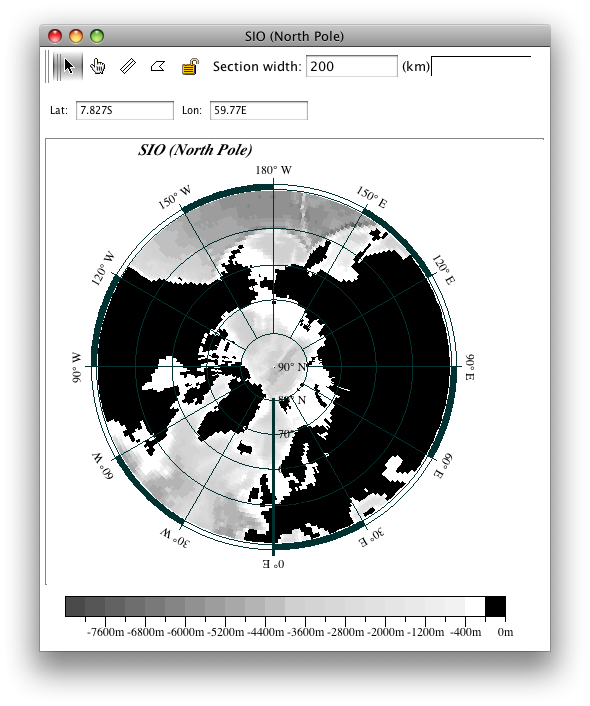 SIO (North Pole)
Section width: 200 (km)
Lat: 7.827S Lon: 59.77E
SIO (North Pole)
180° W
150° W 150° E
120° W 120° E
90° W 90° N 90° E
80° N
70°
60° W 60° E
30° W 30° E
0° E
-7600m -6800m -6000m -5200m -4400m -3600m -2800m -2000m -1200m -400m 0m